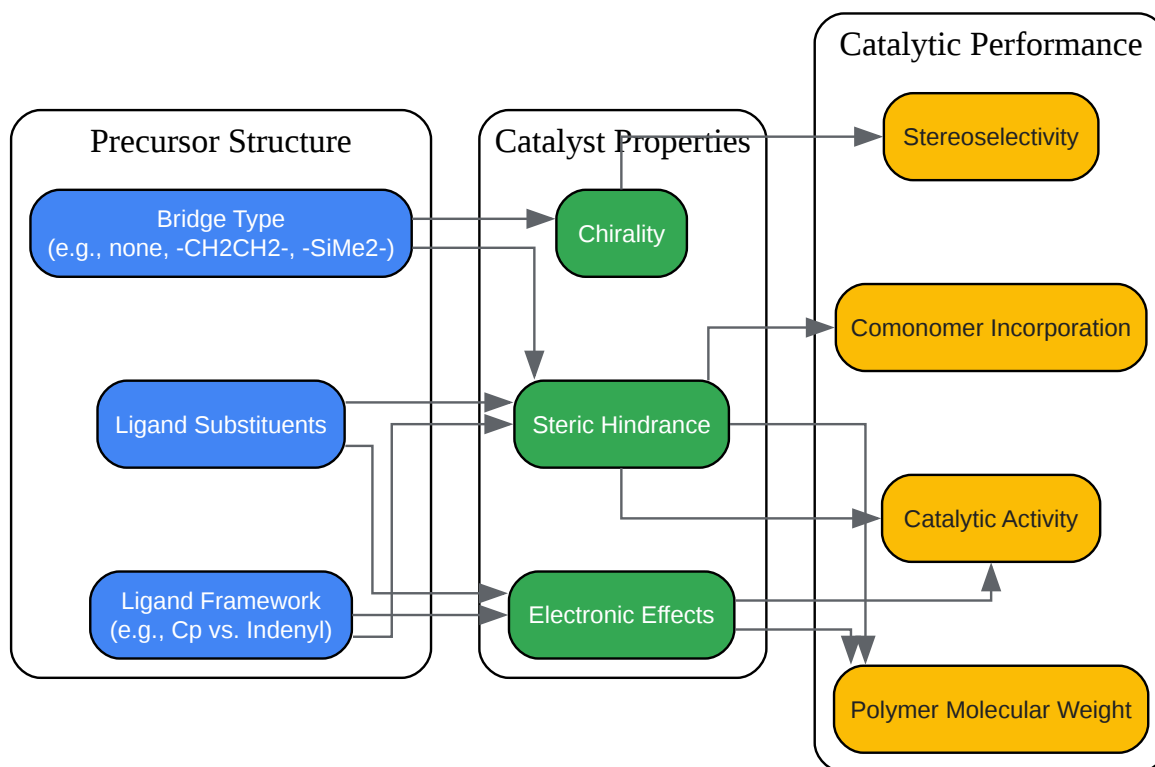 Precursor Structure
Bridge Type
(e.g., none, -CH2CH2-, -SiMe2-)
Ligand Substituents
Ligand Framework
(e.g., Cp vs. Indenyl)
Catalyst Properties
Chirality
Steric Hindrance
Electronic Effects
Catalytic Performance
Stereoselectivity
Comonomer Incorporation
Catalytic Activity
Polymer Molecular Weight